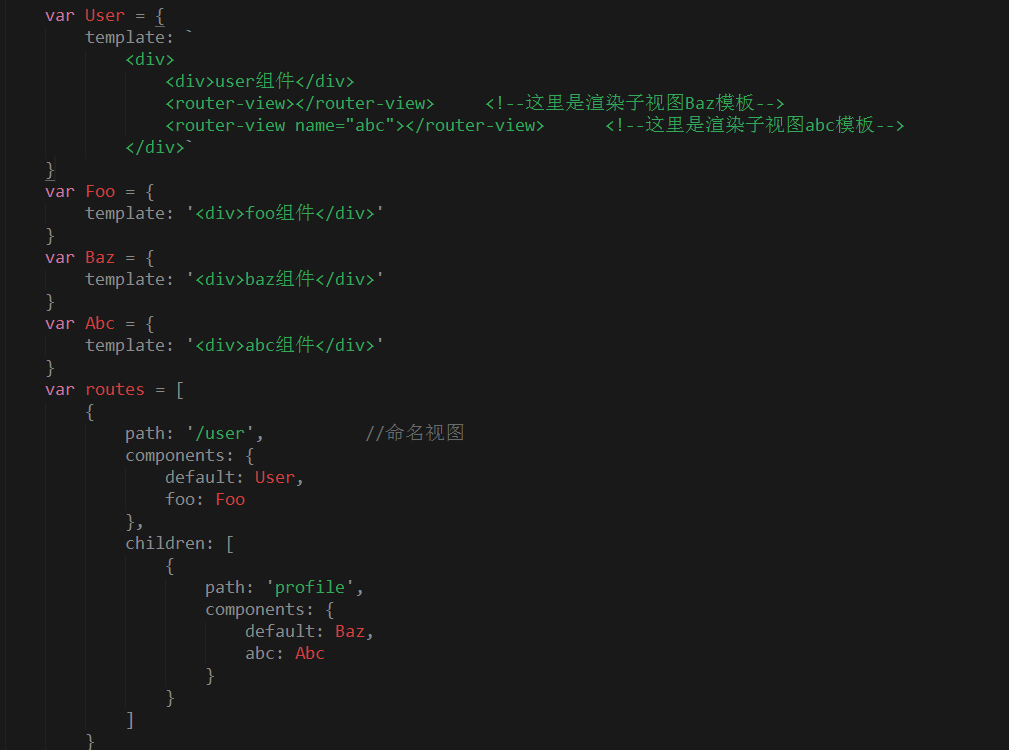 var User = {
    template: `
        <div>
            <div>user组件</div>
            <router-view></router-view>     <!--这里是渲染子视图Baz模板-->
            <router-view name="abc"></router-view>      <!--这里是渲染子视图abc模板-->
        </div>`
}
var Foo = {
    template: '<div>foo组件</div>'
}
var Baz = {
    template: '<div>baz组件</div>'
}
var Abc = {
    template: '<div>abc组件</div>'
}
var routes = [
    {
        path: '/user',          //命名视图
        components: {
            default: User,
            foo: Foo
        },
        children: [
            {
                path: 'profile',
                components: {
                    default: Baz,
                    abc: Abc
                }
            }
        ]
    }